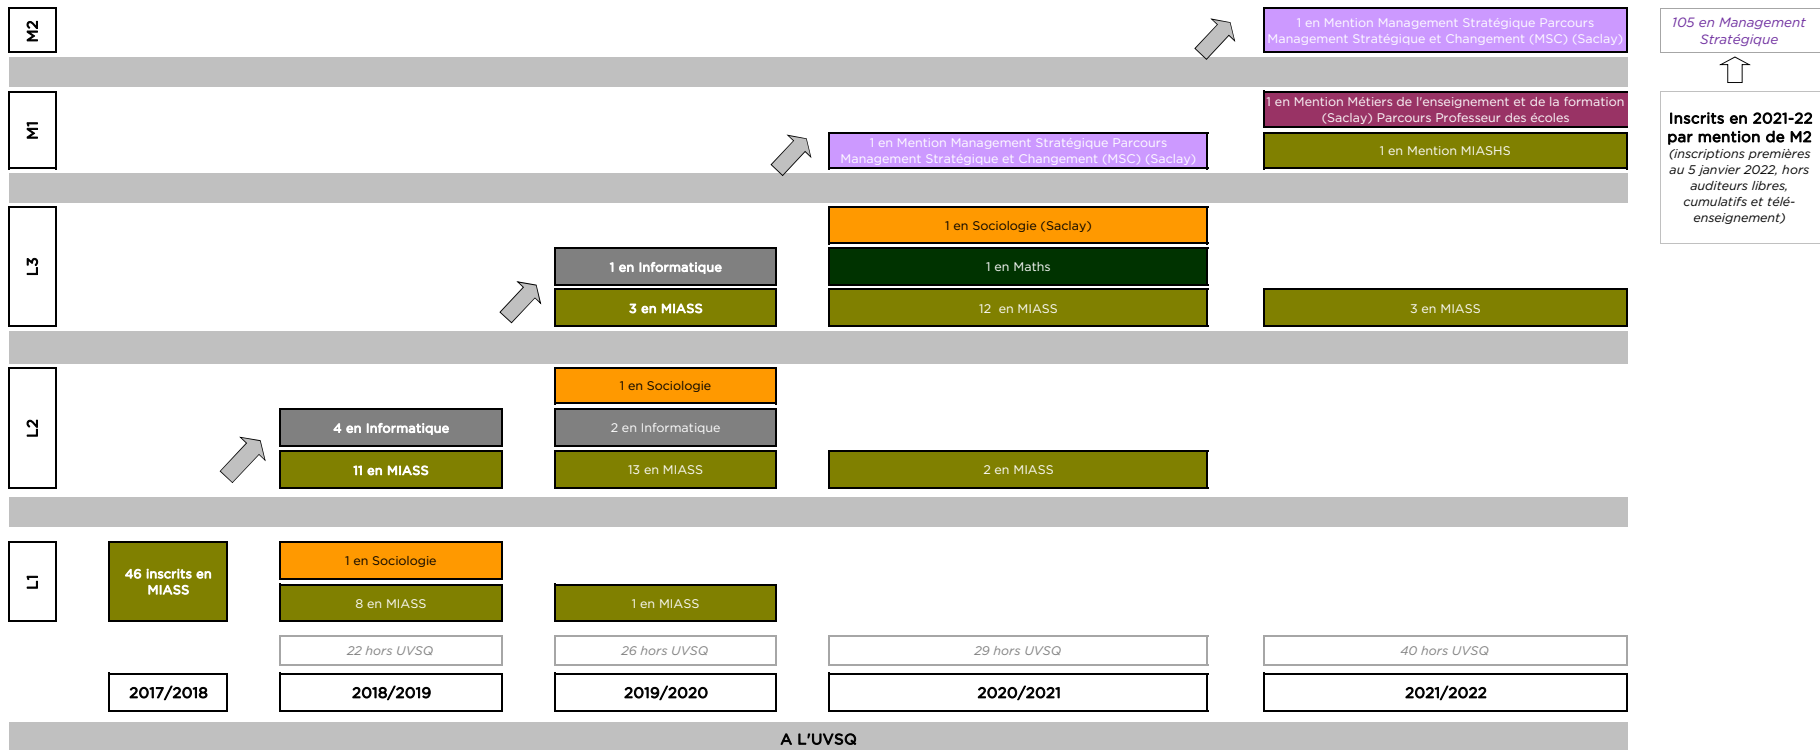 M2
1 en Mention Management Stratégique Parcours
Management Stratégique et Changement (MSC) (Saclay)
105 en Management
Stratégique
M1
1 en Mention Métiers de l'enseignement et de la formation
(Saclay) Parcours Professeur des écoles
1 en Mention Management Stratégique Parcours
Management Stratégique et Changement (MSC) (Saclay)
1 en Mention MIASHS
Inscrits en 2021-22
par mention de M2
(inscriptions premières
au 5 janvier 2022, hors
auditeurs libres,
cumulatifs et télé-
enseignement)
L3
1 en Sociologie (Saclay)
1 en Informatique
1 en Maths
3 en MIASS
12 en MIASS
3 en MIASS
L2
1 en Sociologie
4 en Informatique
2 en Informatique
11 en MIASS
13 en MIASS
2 en MIASS
L1
46 inscrits en
MIASS
1 en Sociologie
8 en MIASS
1 en MIASS
22 hors UVSQ
26 hors UVSQ
29 hors UVSQ
40 hors UVSQ
2017/2018
2018/2019
2019/2020
2020/2021
2021/2022
A L'UVSQ